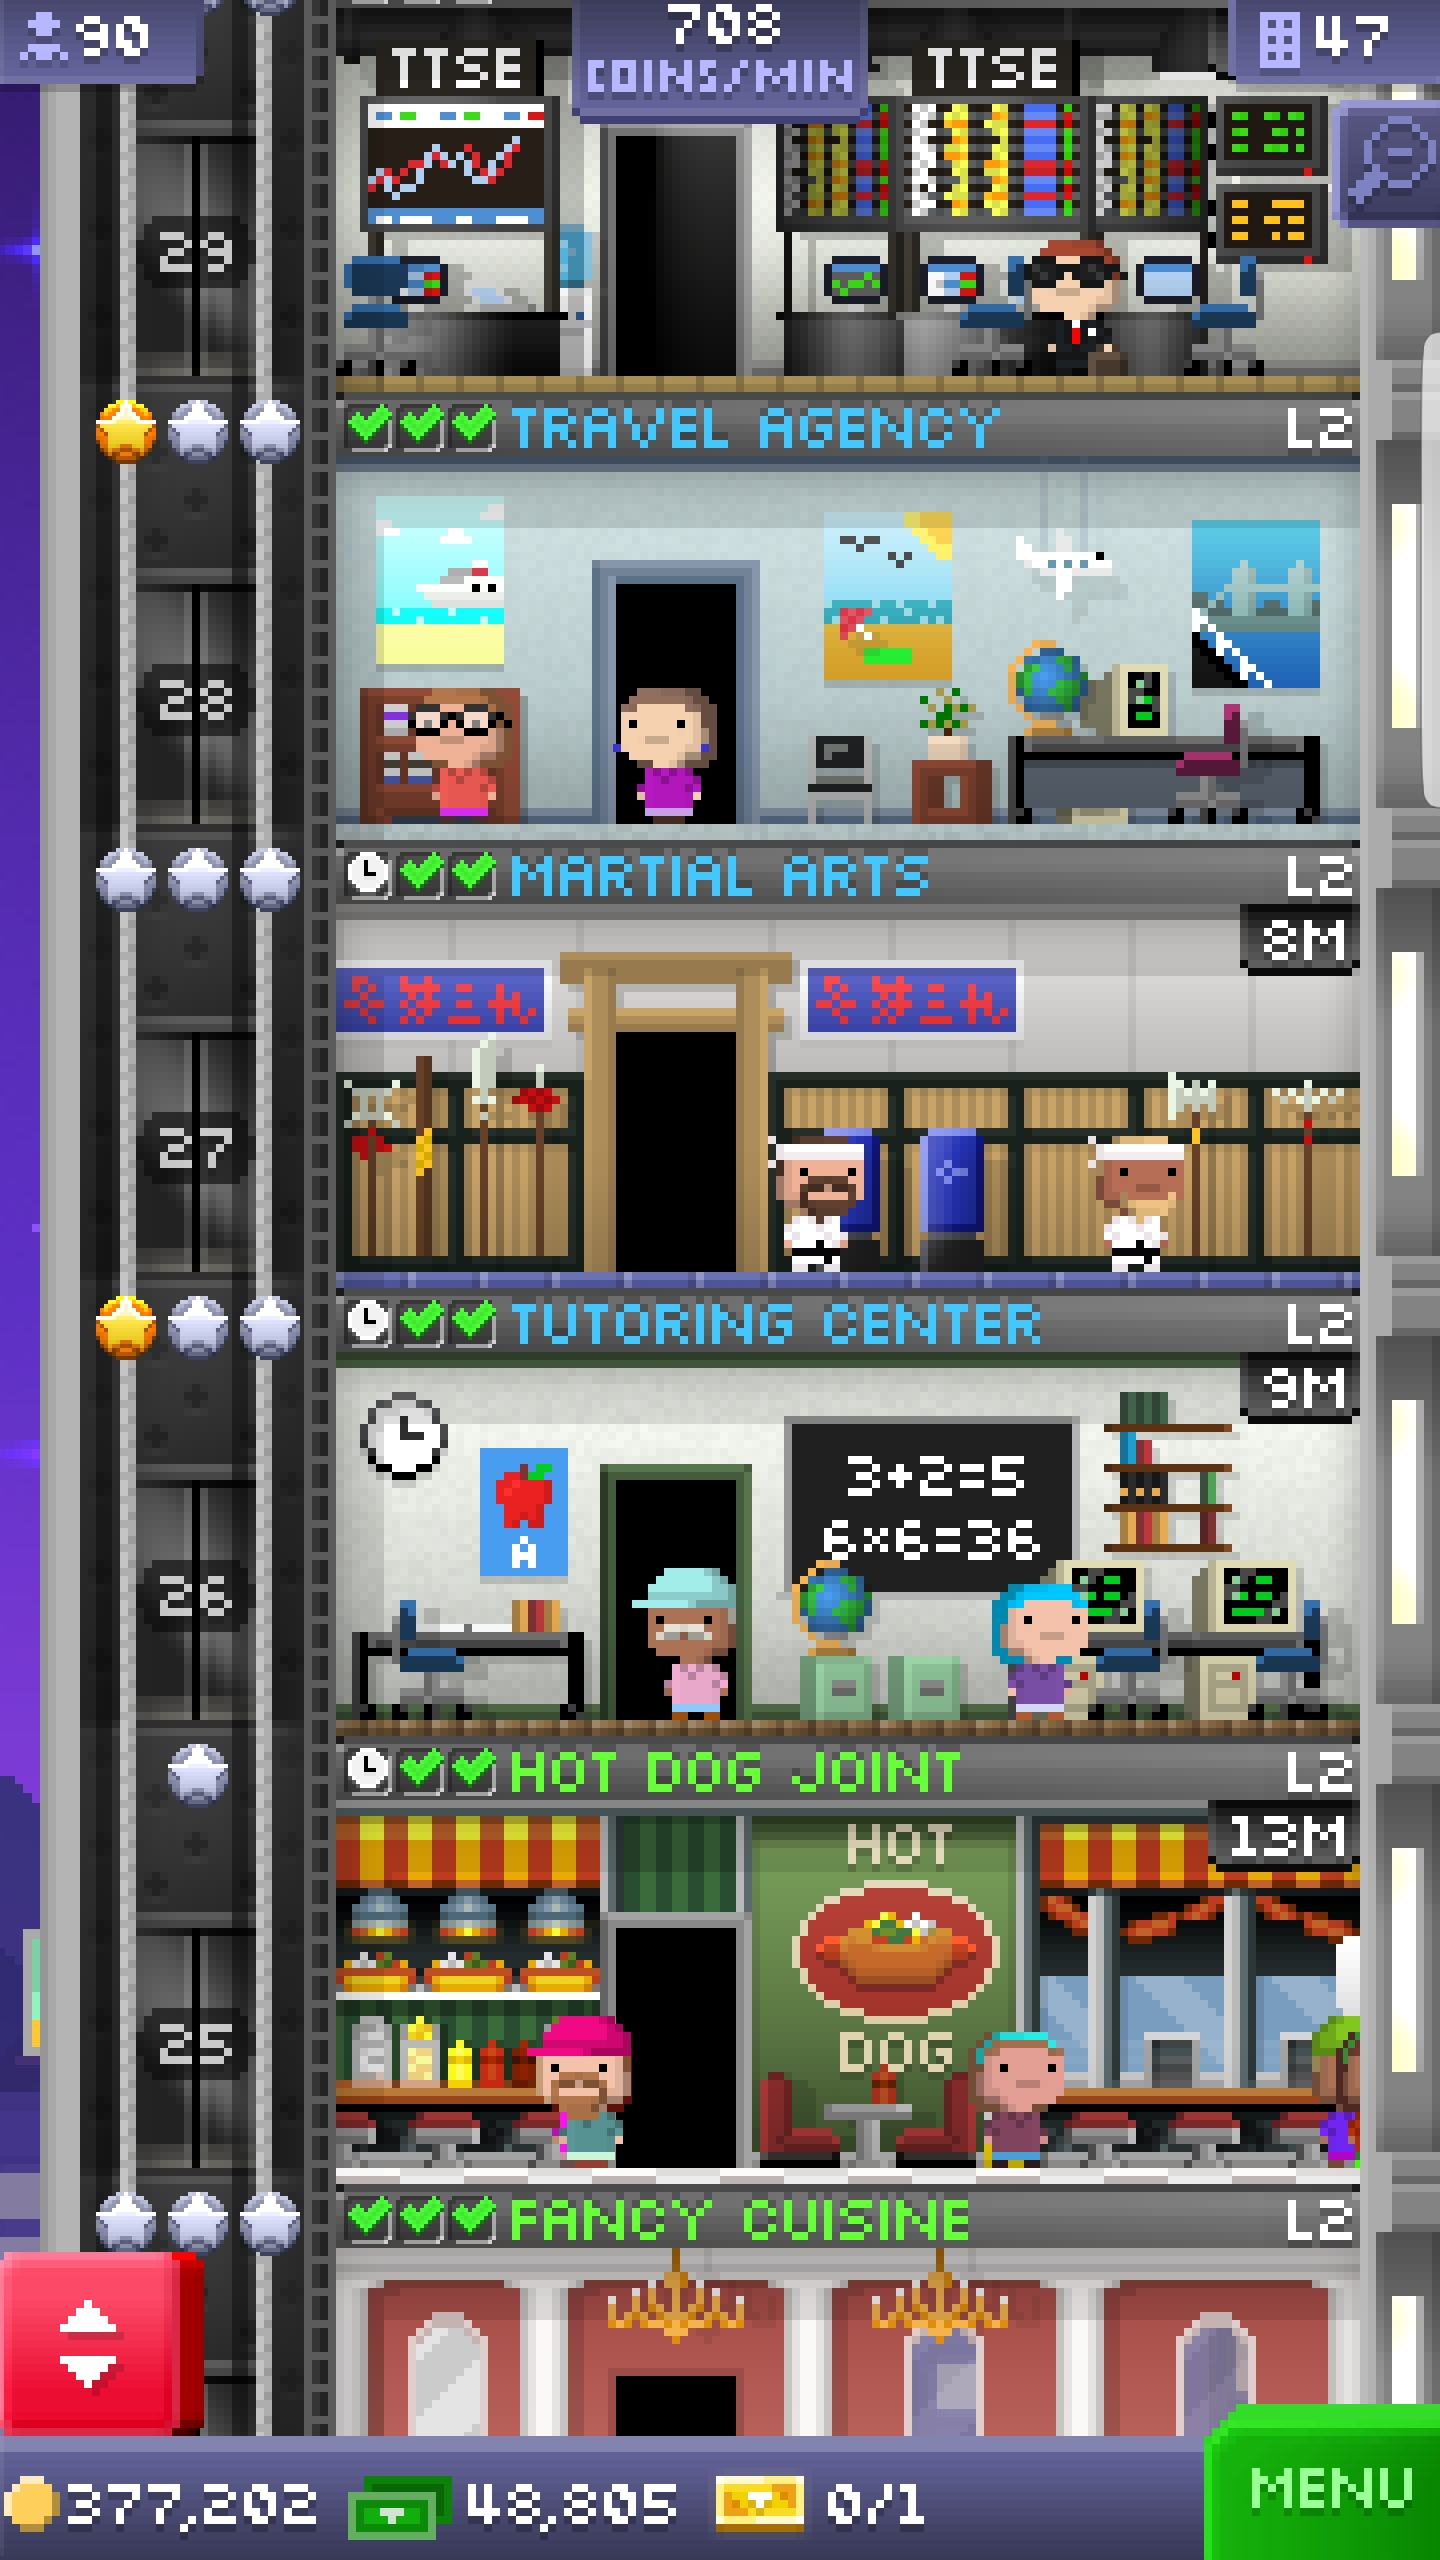 90
708
COINS/MIN
47
TTSE
TTSE
29
TRAVEL AGENCY
L2
28
MARTIAL ARTS
L2
8M
27
TUTORING CENTER
L2
9M
3+2=5
6×6=36
A
26
HOT DOG JOINT
L2
13M
HOT
DOG
25
FANCY CUISINE
L2
377,202
48,805
0/1
MENU